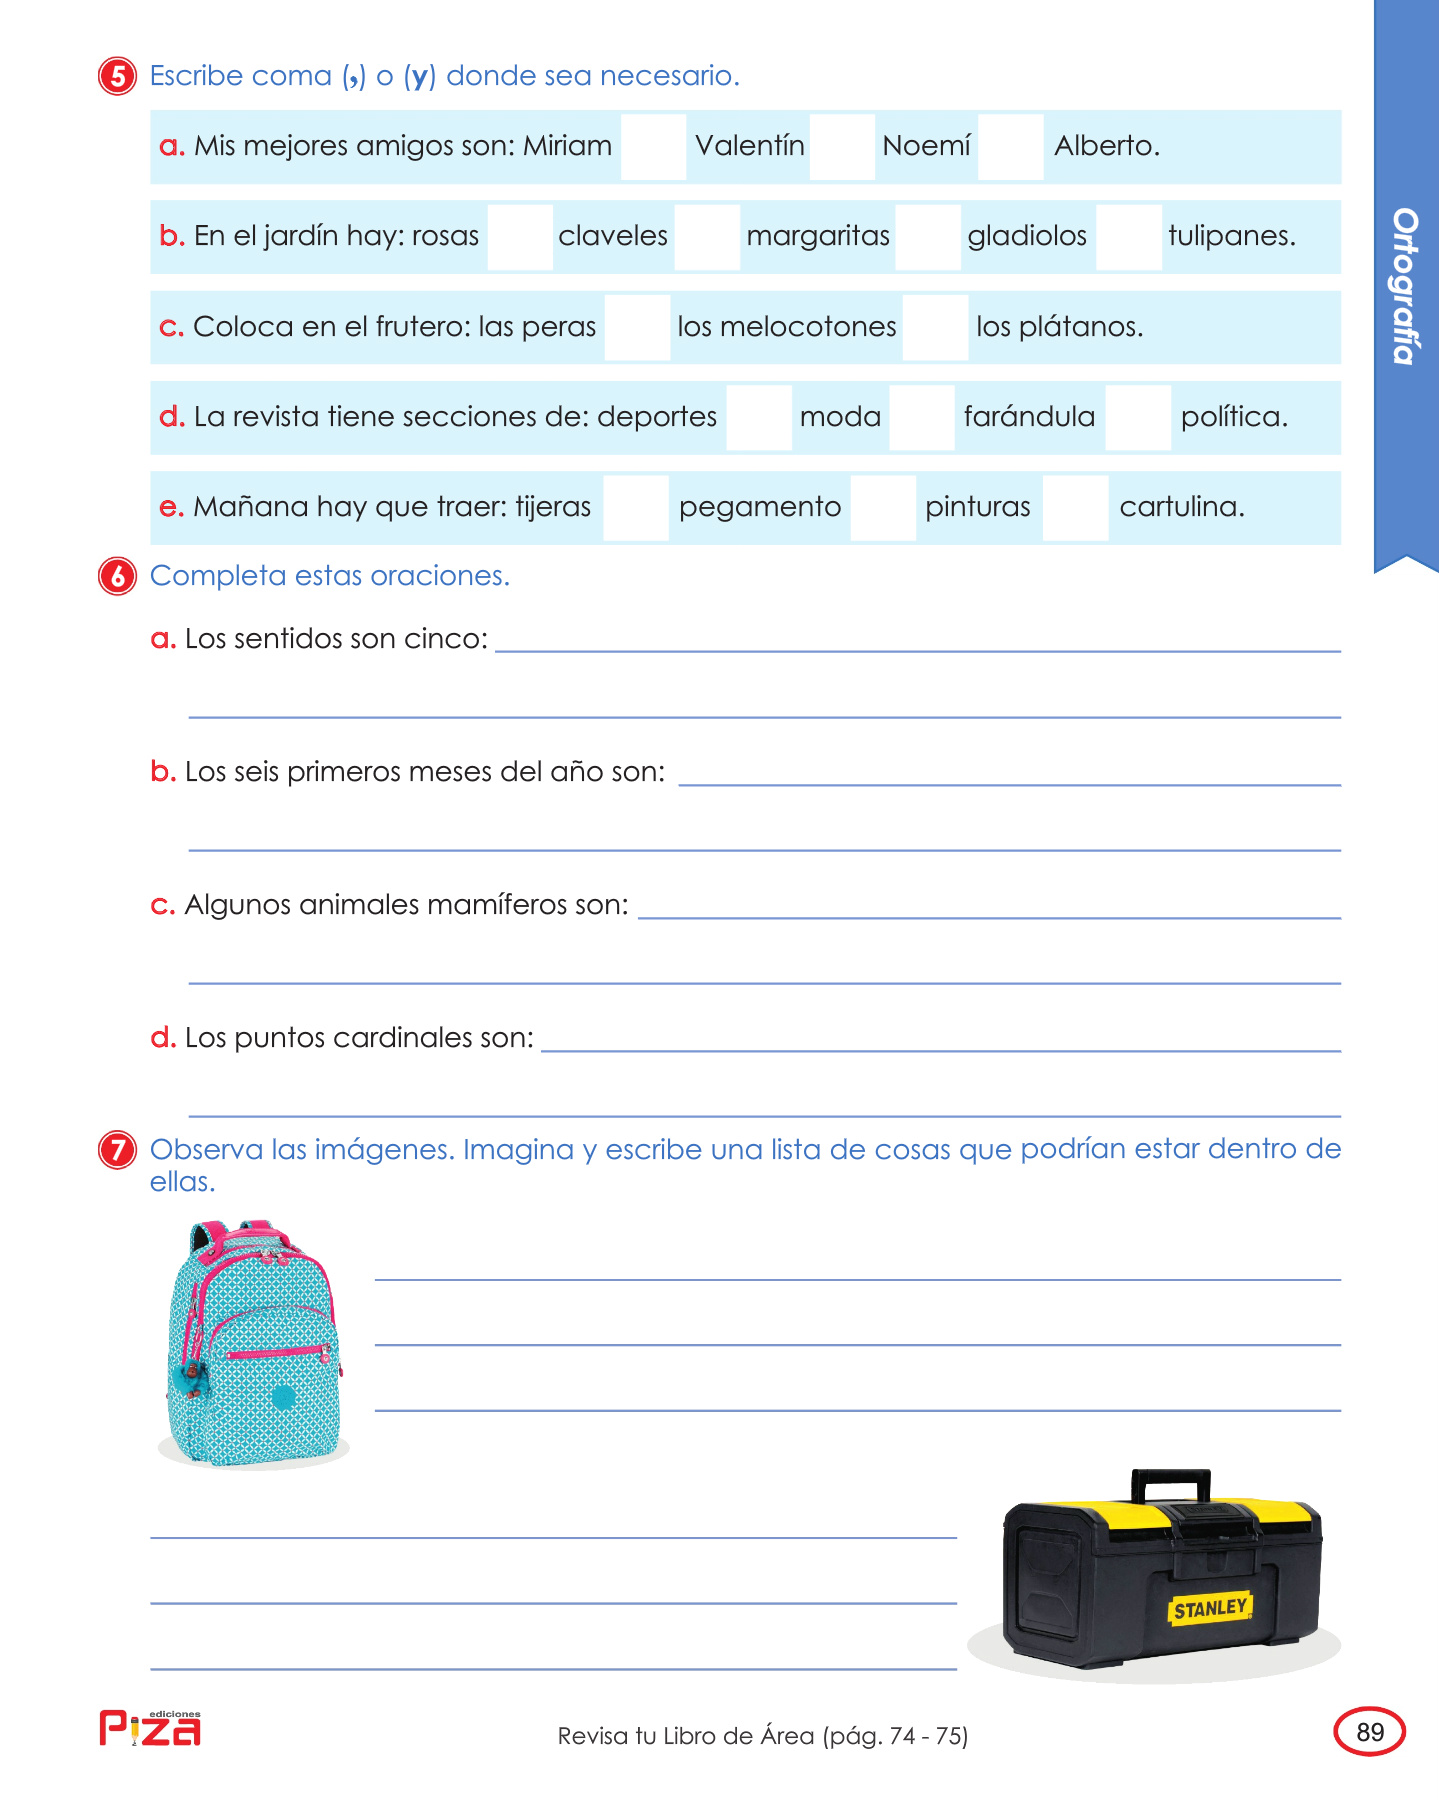 5 Escribe coma (,) o (y) donde sea necesario.
a. Mis mejores amigos son: Miriam Valentín Noemí Alberto.
b. En el jardín hay: rosas claveles margaritas gladiolos tulipanes.
c. Coloca en el frutero: las peras los melocotones los plátanos.
d. La revista tiene secciones de: deportes moda farándula política.
e. Mañana hay que traer: tijeras pegamento pinturas cartulina.
Ortografía
6 Completa estas oraciones.
a. Los sentidos son cinco:
b. Los seis primeros meses del año son:
c. Algunos animales mamíferos son:
d. Los puntos cardinales son:
7 Observa las imágenes. Imagina y escribe una lista de cosas que podrían estar dentro de
ellas.
STANLEY
ediciones
Piza
Revisa tu Libro de Área (pág. 74 - 75)
89